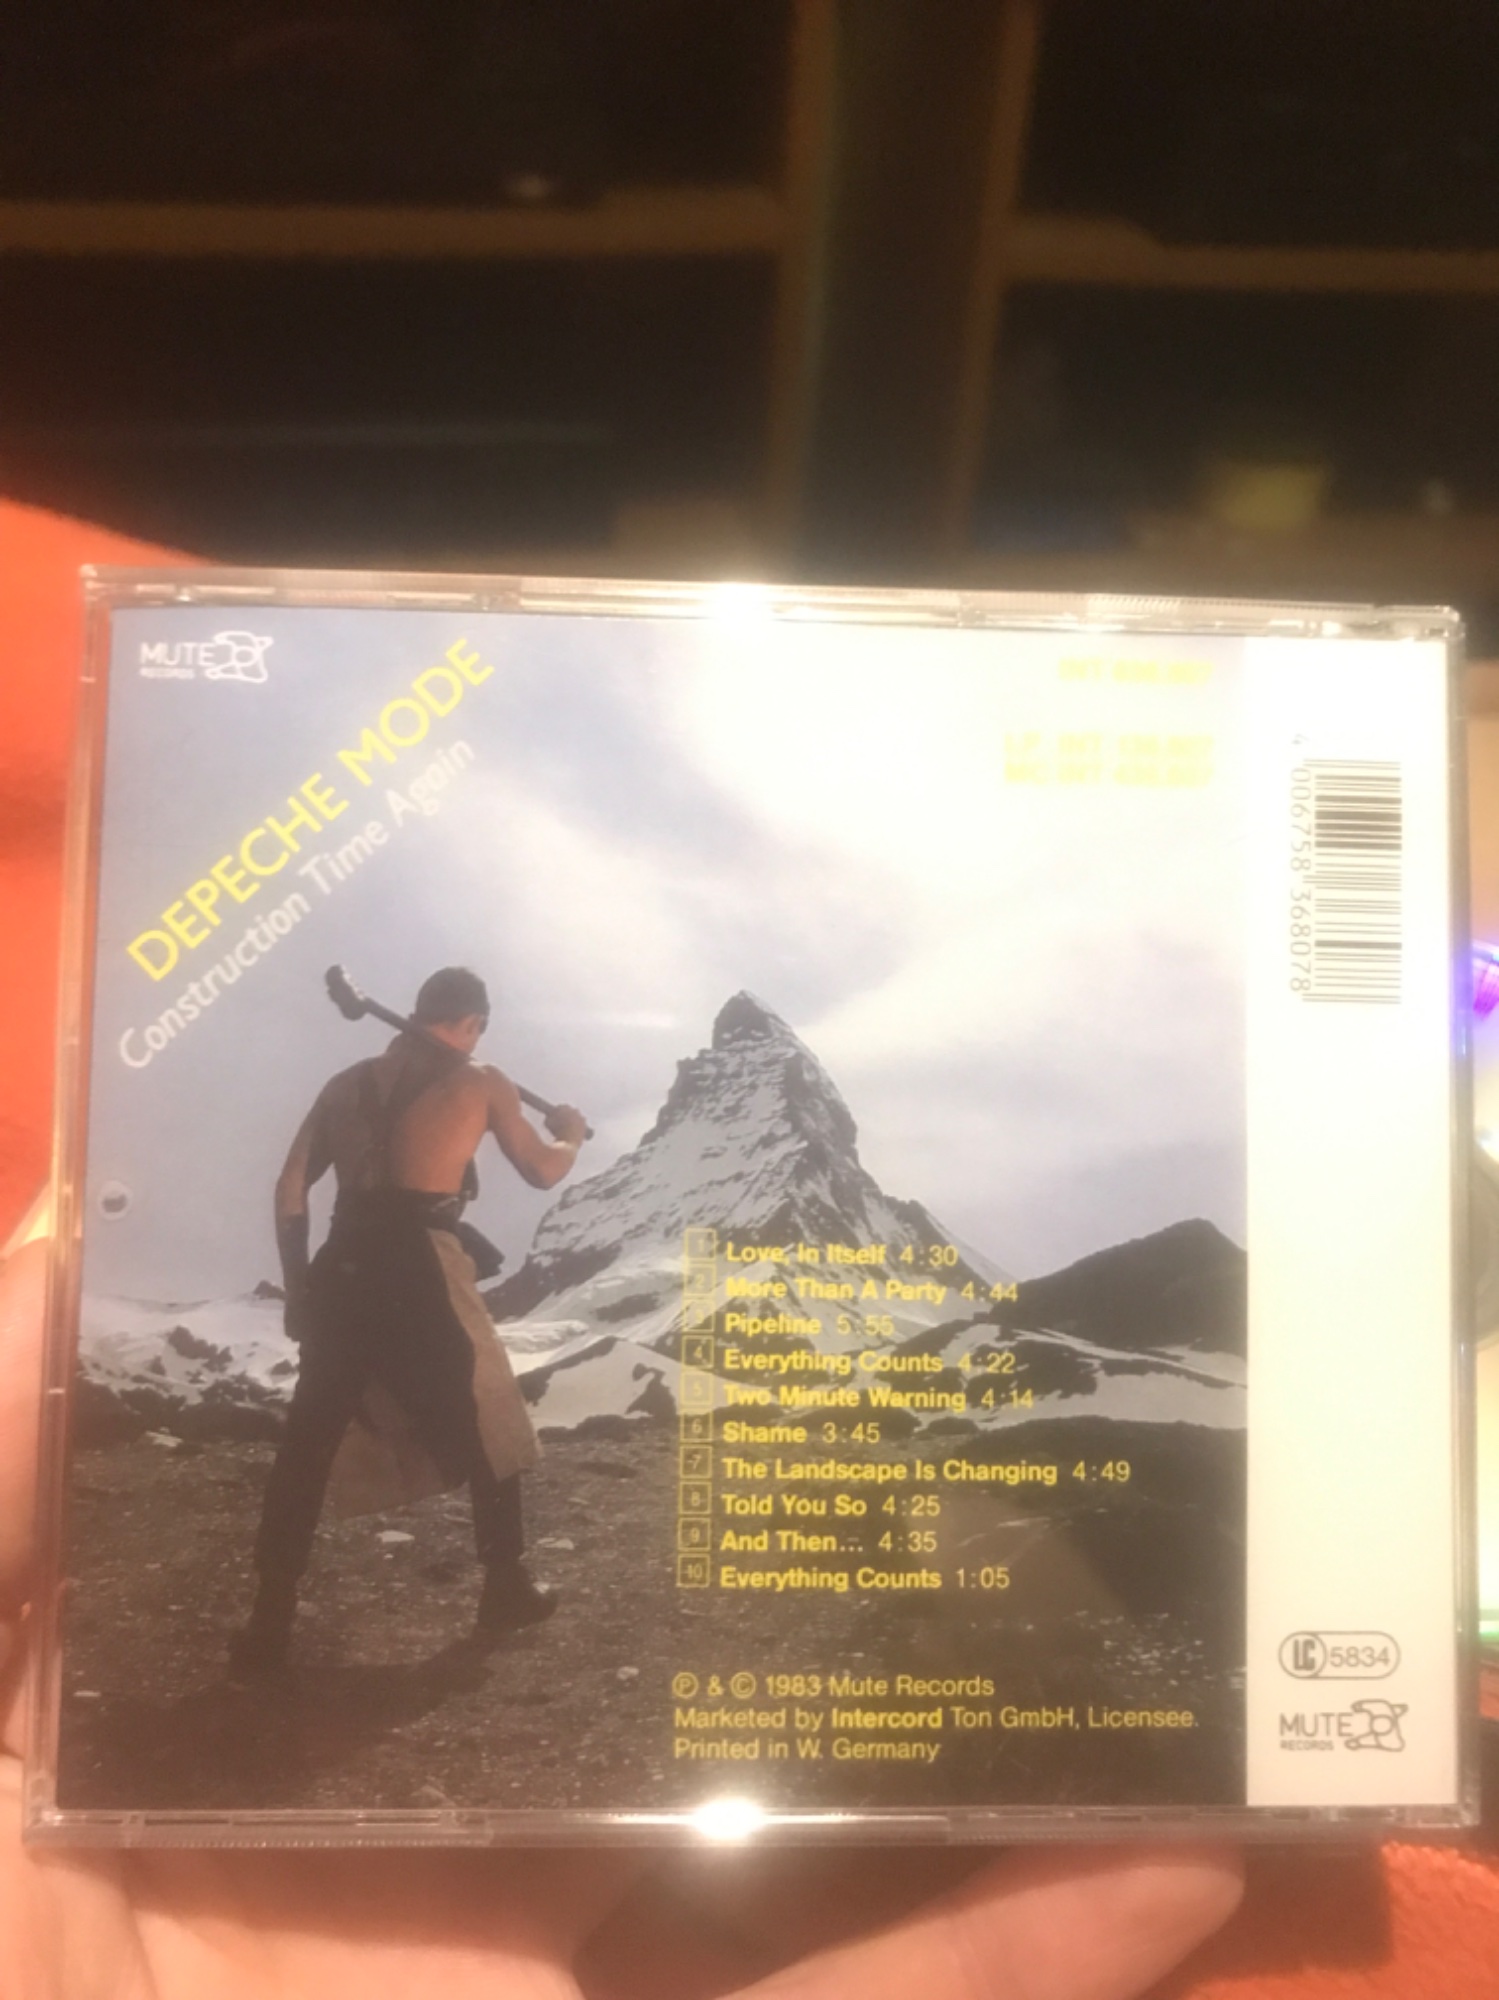 MUTE
RECORDS
DEPECHE MODE
Construction Time Again
4 006758 368078
1 Love, In Itself 4:30
2 More Than A Party 4:44
3 Pipeline 5:55
4 Everything Counts 4:22
5 Two Minute Warning 4:14
6 Shame 3:45
7 The Landscape Is Changing 4:49
8 Told You So 4:25
9 And Then... 4:35
10 Everything Counts 1:05
℗ & © 1983 Mute Records
Marketed by Intercord Ton GmbH, Licensee.
Printed in W. Germany
LC 5834
MUTE
RECORDS